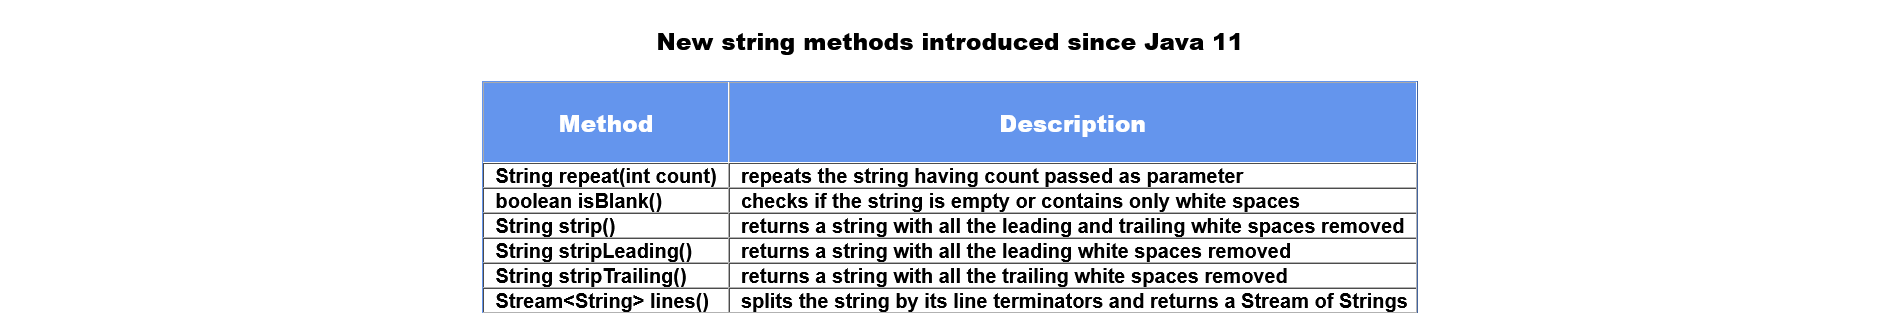 New string methods introduced since Java 11
Method Description
String repeat(int count) repeats the string having count passed as parameter
boolean isBlank() checks if the string is empty or contains only white spaces
String strip() returns a string with all the leading and trailing white spaces removed
String stripLeading() returns a string with all the leading white spaces removed
String stripTrailing() returns a string with all the trailing white spaces removed
Stream<String> lines() splits the string by its line terminators and returns a Stream of Strings